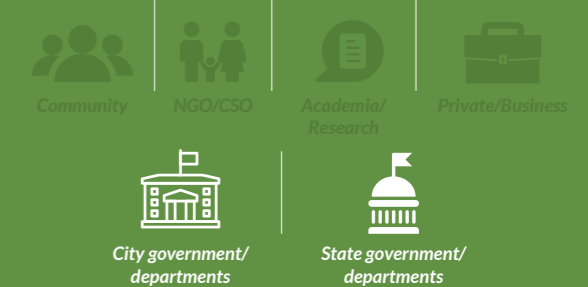 Community
NGO/CSO
Academia/
Research
Private/Business
City government/
departments
State government/
departments